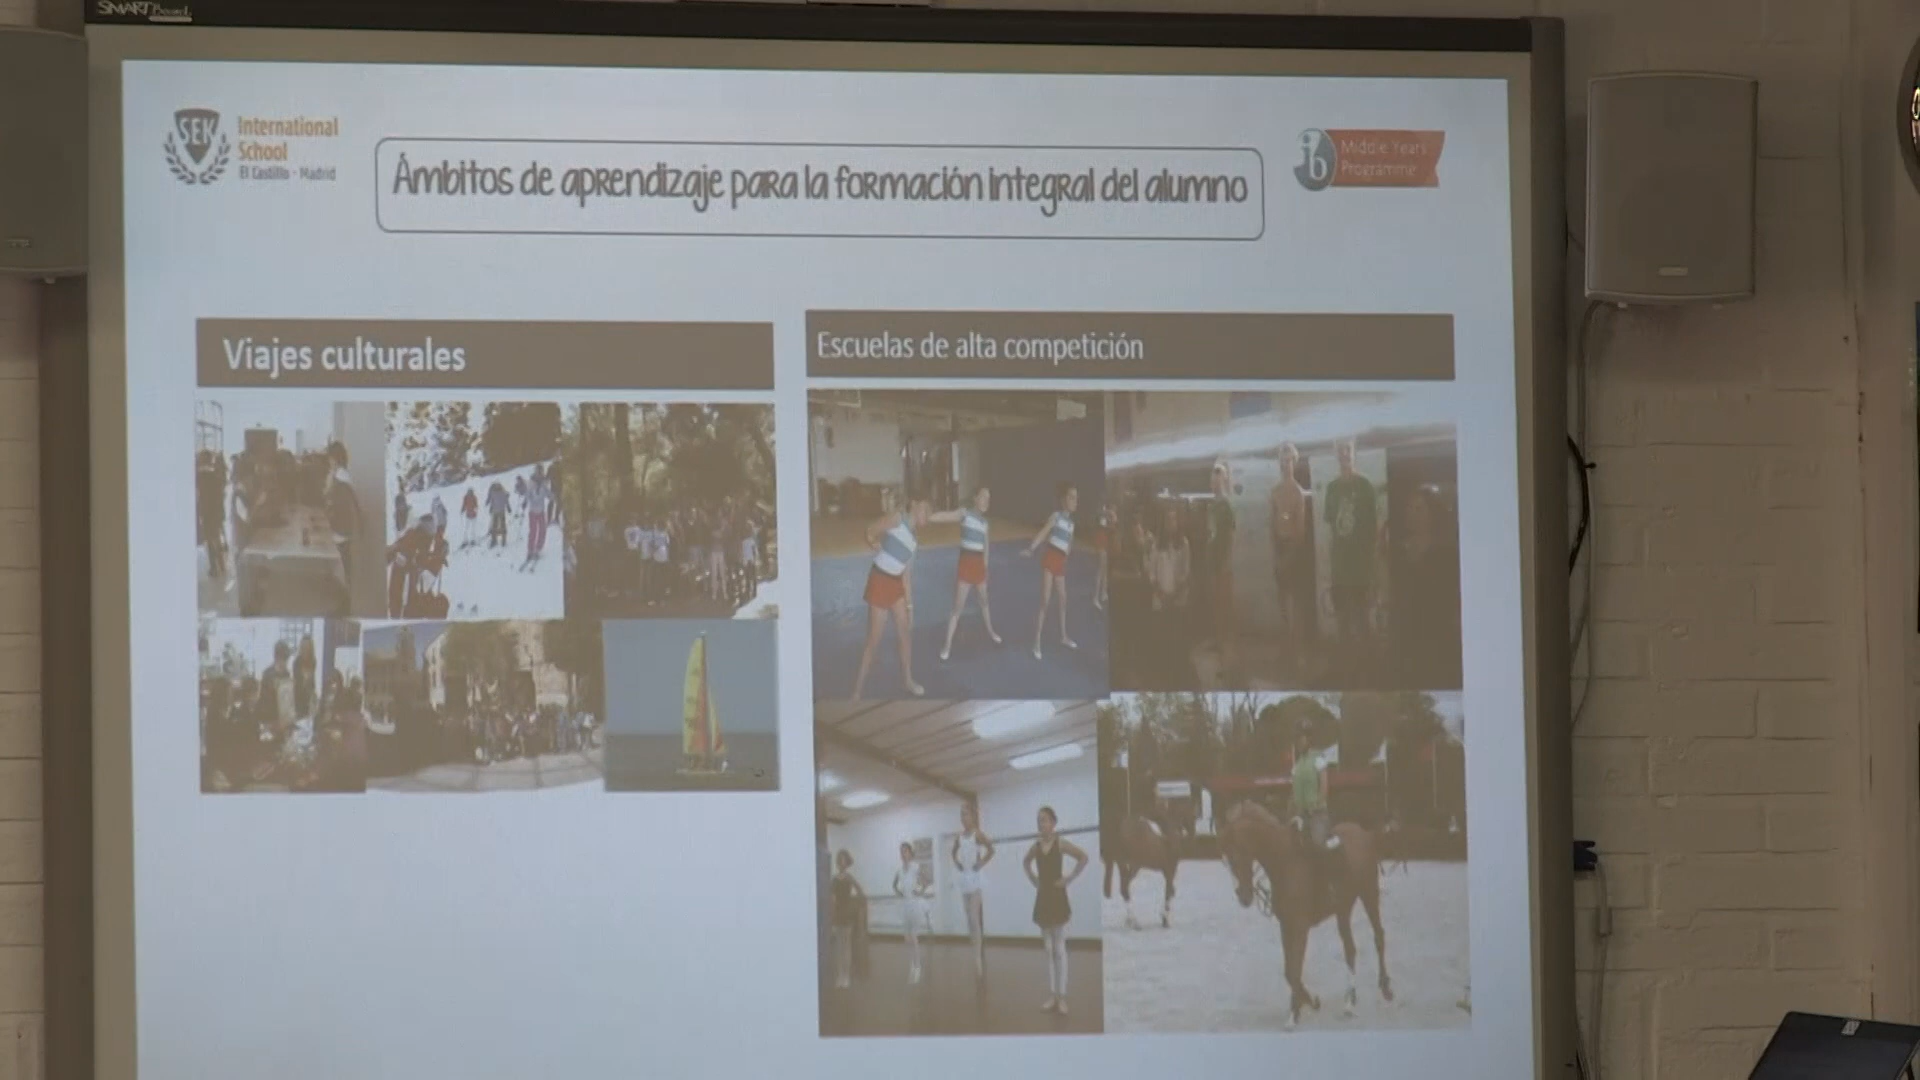 SMART Board
SEK
International
School
El Castillo - Madrid
Ámbitos de aprendizaje para la formación integral del alumno
ib
Middle Years
Programme
Viajes culturales
Escuelas de alta competición